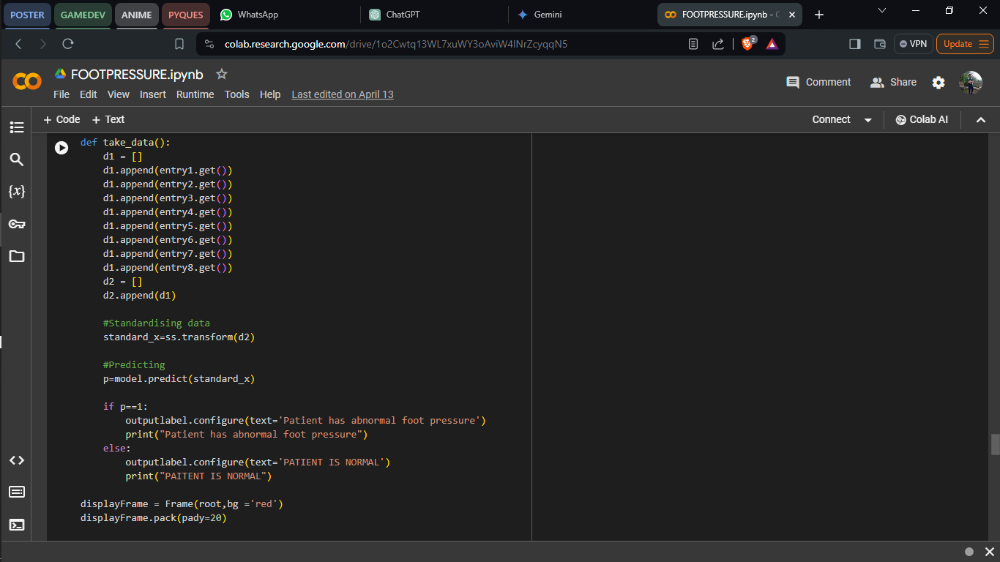 POSTER GAMEDEV ANIME PYQUES WhatsApp ChatGPT Gemini FOOTPRESSURE.ipynb - C
colab.research.google.com/drive/1o2Cwtq13WL7xuWY3oAviW4INrZcyqqN5 2 VPN Update
FOOTPRESSURE.ipynb
File Edit View Insert Runtime Tools Help Last edited on April 13 Comment Share
+ Code + Text Connect Colab AI
def take_data():
    d1 = []
    d1.append(entry1.get())
    d1.append(entry2.get())
    d1.append(entry3.get())
    d1.append(entry4.get())
    d1.append(entry5.get())
    d1.append(entry6.get())
    d1.append(entry7.get())
    d1.append(entry8.get())
    d2 = []
    d2.append(d1)
    #Standardising data
    standard_x=ss.transform(d2)
    #Predicting
    p=model.predict(standard_x)
    if p==1:
        outputlabel.configure(text='Patient has abnormal foot pressure')
        print("Patient has abnormal foot pressure")
    else:
        outputlabel.configure(text='PATIENT IS NORMAL')
        print("PAITENT IS NORMAL")
displayFrame = Frame(root,bg ='red')
displayFrame.pack(pady=20)